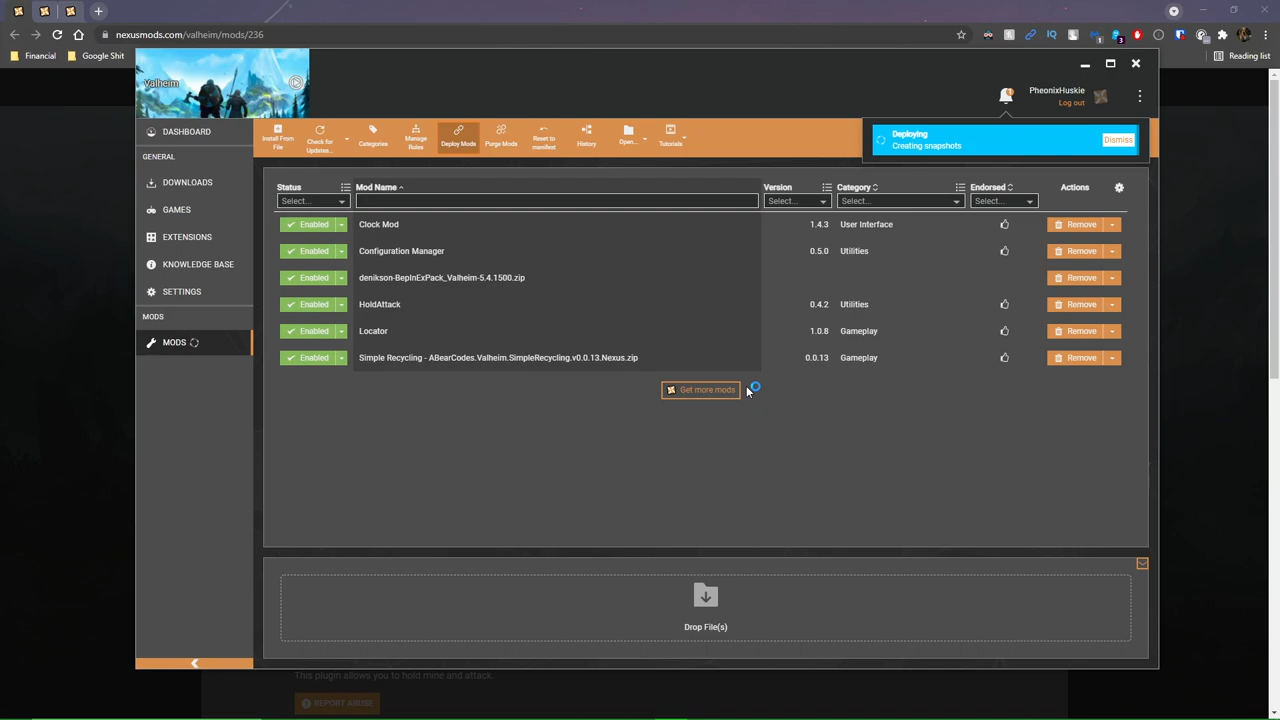 nexusmods.com/valheim/mods/236
Financial
Google Shit
Reading list
Valheim
PheonixHuskie
Log out
DASHBOARD
GENERAL
DOWNLOADS
GAMES
EXTENSIONS
KNOWLEDGE BASE
SETTINGS
MODS
MODS
Install From File
Check for Updates...
Categories
Manage Rules
Deploy Mods
Purge Mods
Reset to manifest
History
Open...
Tutorials
Deploying
Creating snapshots
Dismiss
Status Mod Name Version Category Endorsed Actions
Select... Select... Select... Select...
Enabled Clock Mod 1.4.3 User Interface Remove
Enabled Configuration Manager 0.5.0 Utilities Remove
Enabled denikson-BepInExPack_Valheim-5.4.1500.zip Remove
Enabled HoldAttack 0.4.2 Utilities Remove
Enabled Locator 1.0.8 Gameplay Remove
Enabled Simple Recycling - ABearCodes.Valheim.SimpleRecycling.v0.0.13.Nexus.zip 0.0.13 Gameplay Remove
Get more mods
Drop File(s)
This plugin allows you to hold mine and attack.
REPORT ABUSE